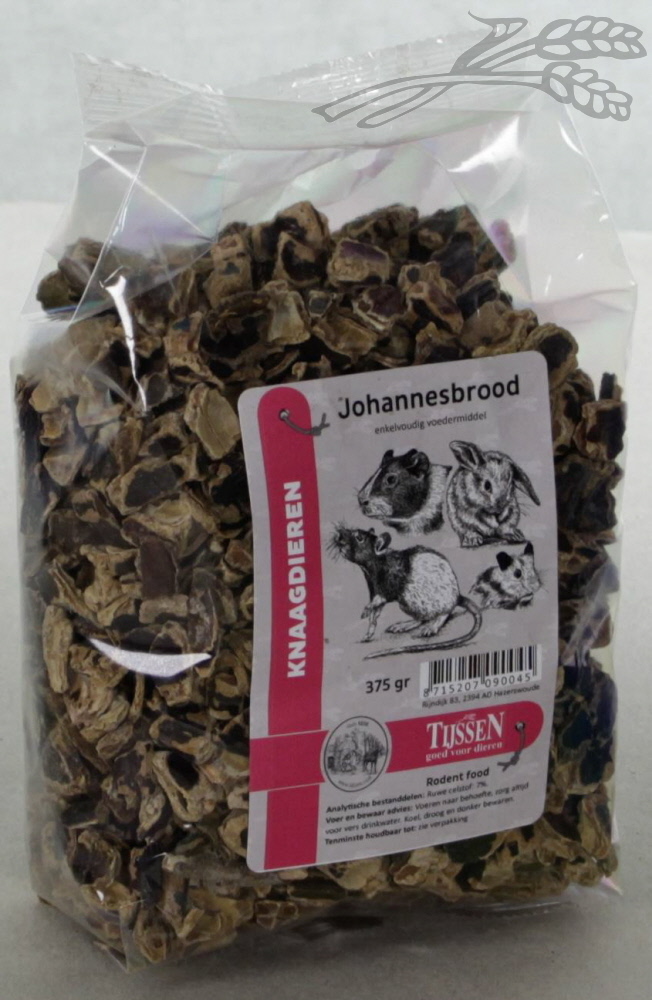 Johannesbrood
enkelvoudig voedermiddel
KNAAGDIEREN
375 gr
8 715207 090045
Rijndijk 83, 2394 AD Hazerswoude
TIJSSEN
goed voor dieren
Rodent food
Analytische bestanddelen: Ruwe celstof: 7%.
Voer en bewaar advies: Voeren naar behoefte, zorg altijd
voor vers drinkwater. Koel, droog en donker bewaren.
Tenminste houdbaar tot: zie verpakking